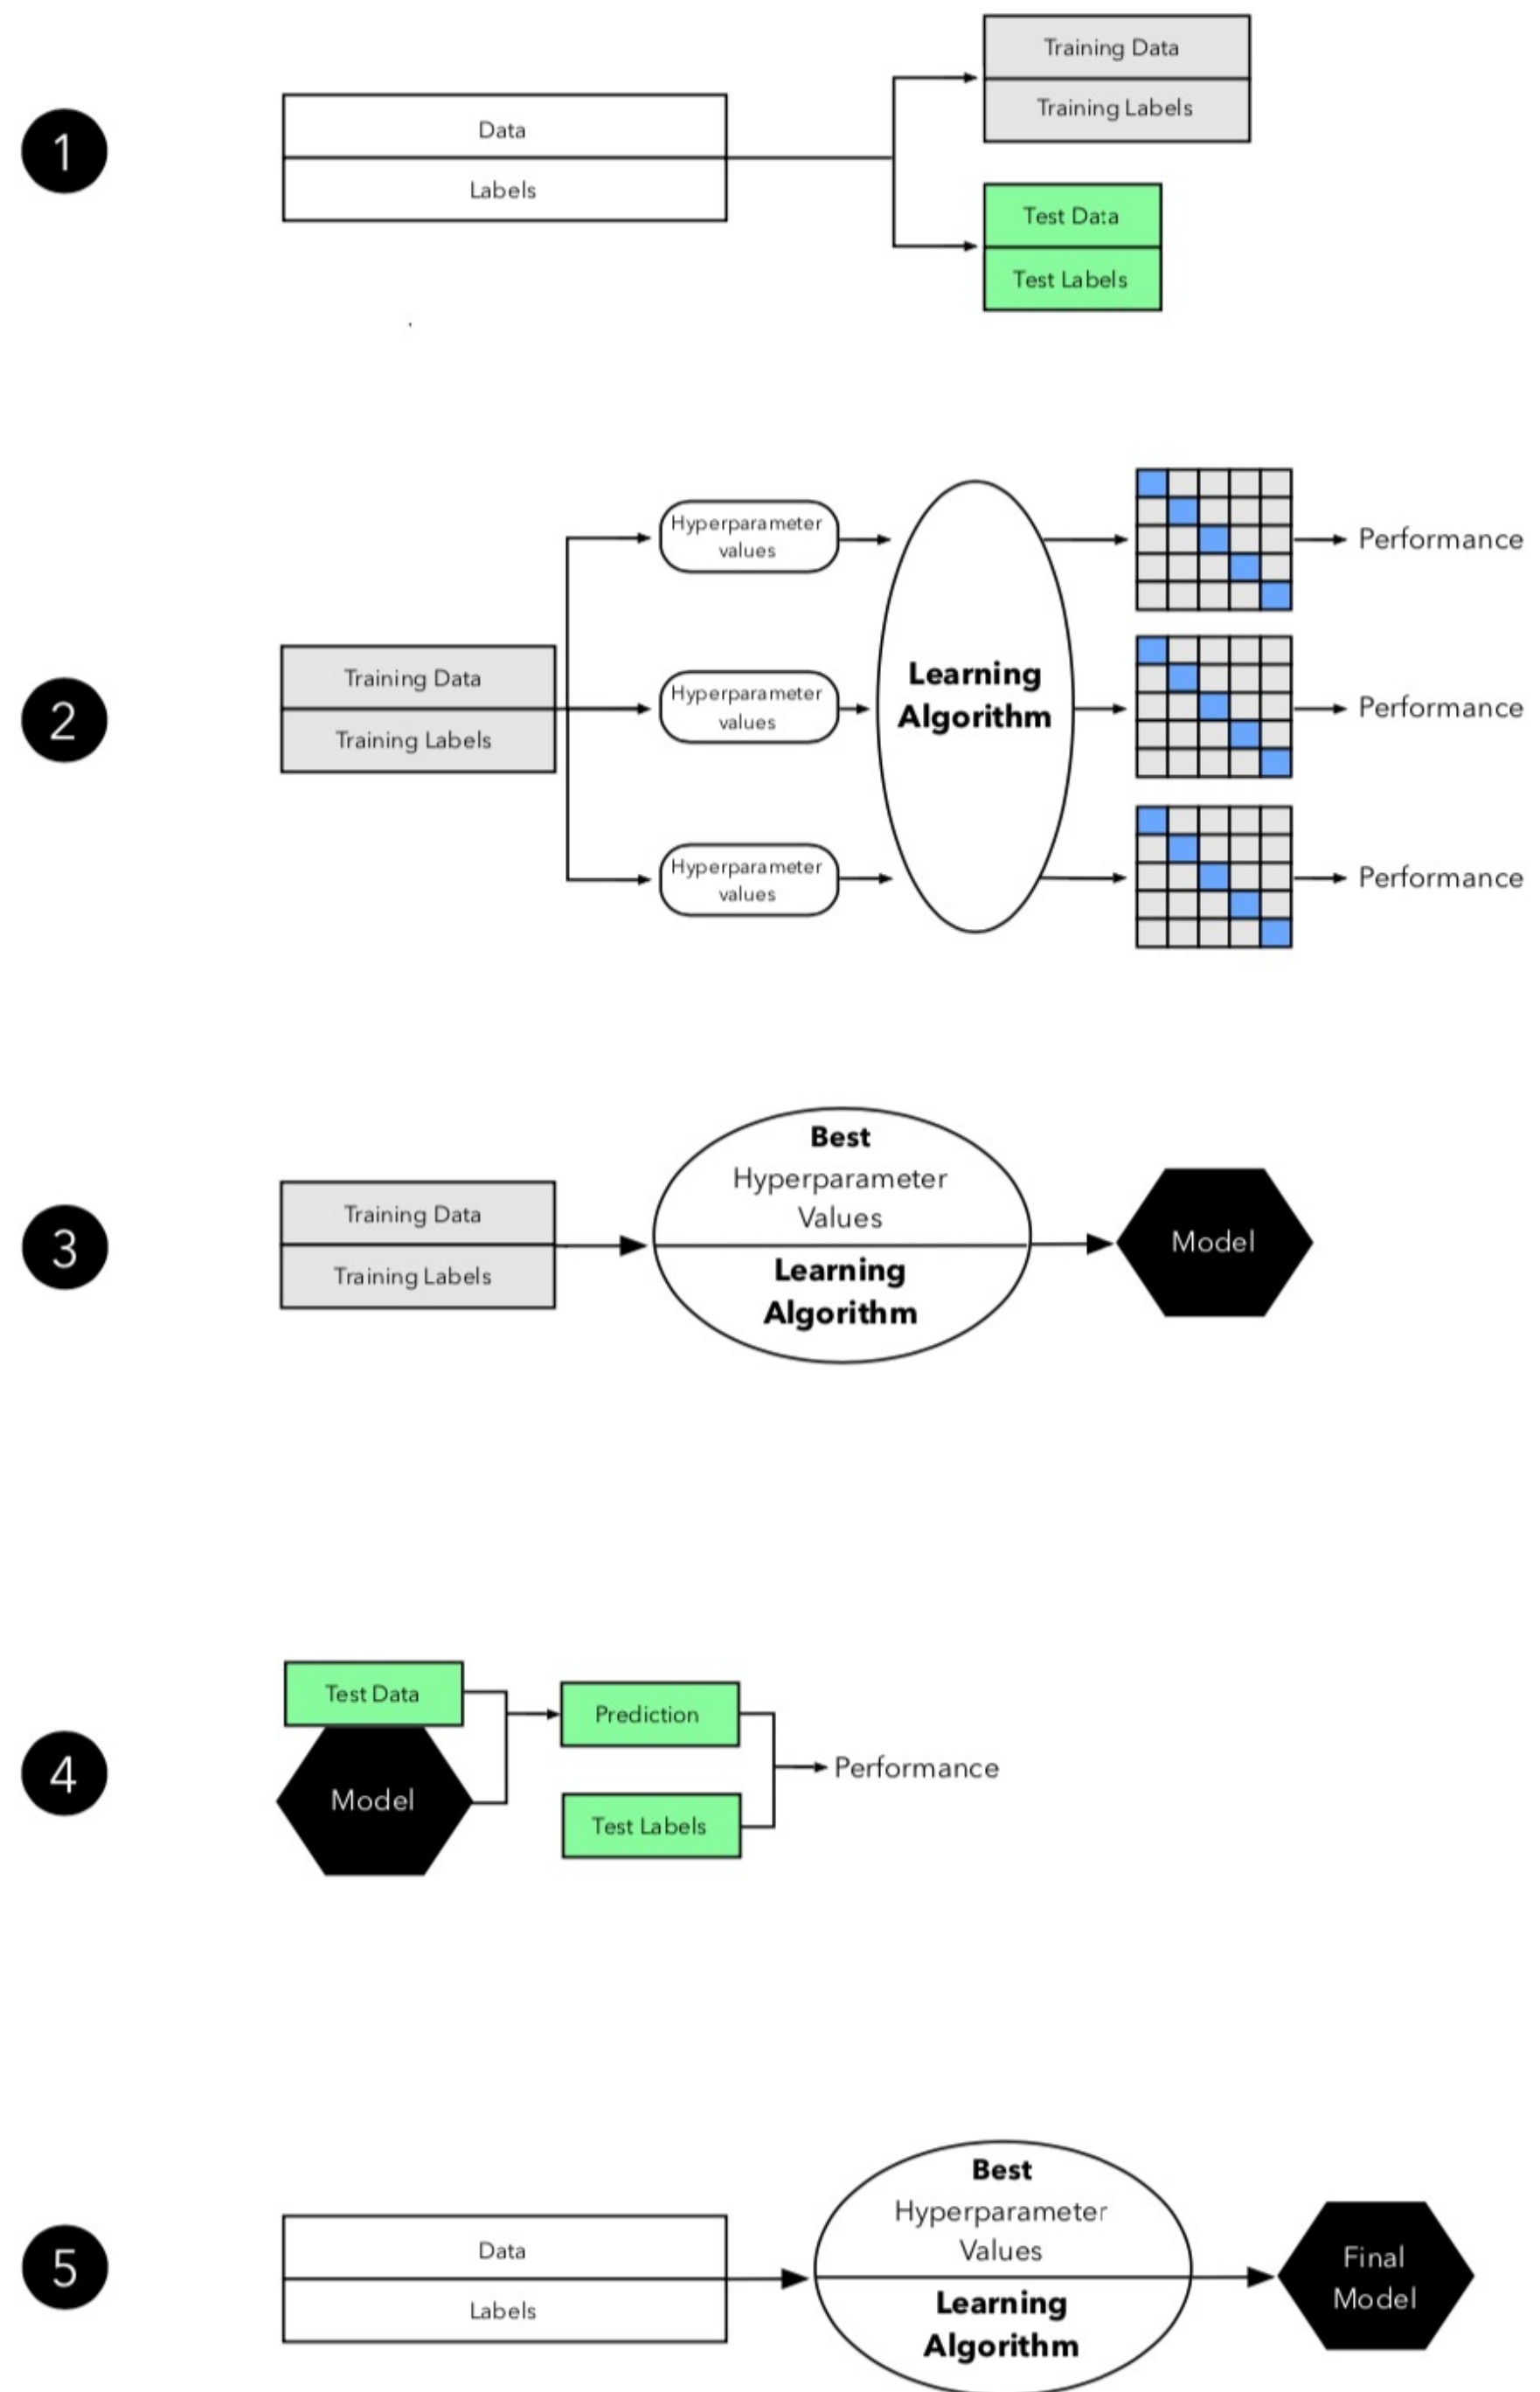 1
Data
Labels
Training Data
Training Labels
Test Data
Test Labels
2
Training Data
Training Labels
Hyperparameter
values
Hyperparameter
values
Hyperparameter
values
Learning
Algorithm
Performance
Performance
Performance
3
Training Data
Training Labels
Best
Hyperparameter
Values
Learning
Algorithm
Model
4
Test Data
Model
Prediction
Test Labels
Performance
5
Data
Labels
Best
Hyperparameter
Values
Learning
Algorithm
Final
Model